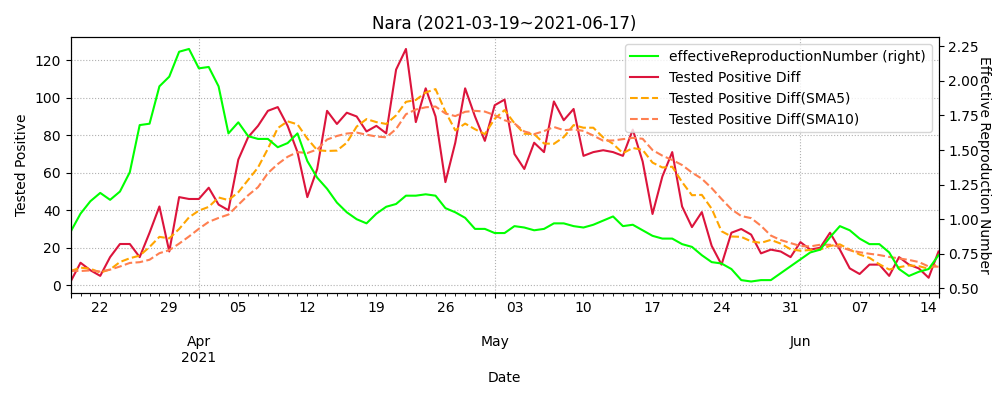 Nara (2021-03-19~2021-06-17)
effectiveReproductionNumber (right)
Tested Positive Diff
Tested Positive Diff(SMA5)
Tested Positive Diff(SMA10)
Tested Positive
120
100
80
60
40
20
0
Effective Reproduction Number
2.25
2.00
1.75
1.50
1.25
1.00
0.75
0.50
22 29 05 12 19 26 03 10 17 24 31 07 14
Apr May Jun
2021
Date